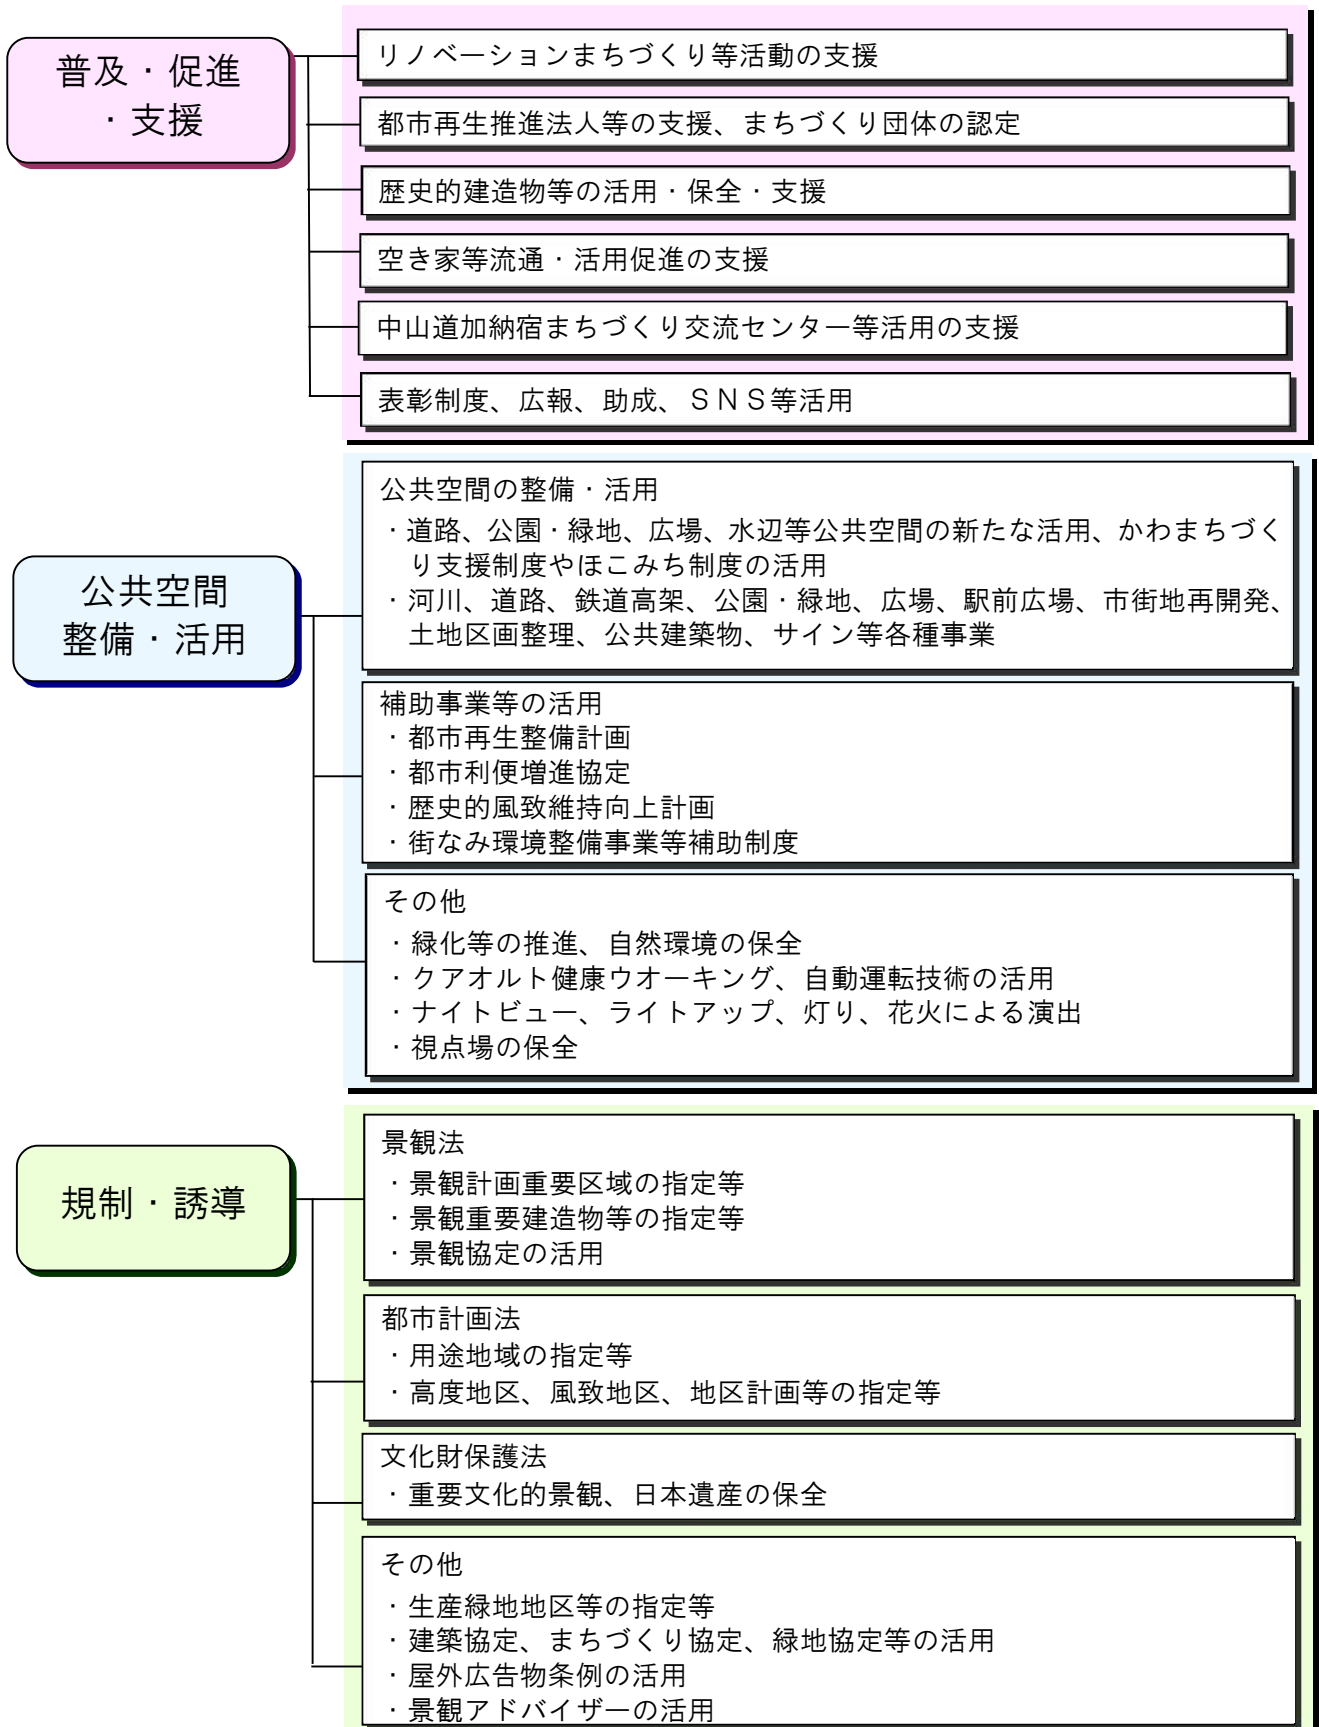 普及・促進
・支援
リノベーションまちづくり等活動の支援
都市再生推進法人等の支援、まちづくり団体の認定
歴史的建造物等の活用・保全・支援
空き家等流通・活用促進の支援
中山道加納宿まちづくり交流センター等活用の支援
表彰制度、広報、助成、ＳＮＳ等活用
公共空間
整備・活用
公共空間の整備・活用
・道路、公園・緑地、広場、水辺等公共空間の新たな活用、かわまちづく
り支援制度やほこみち制度の活用
・河川、道路、鉄道高架、公園・緑地、広場、駅前広場、市街地再開発、
土地区画整理、公共建築物、サイン等各種事業
補助事業等の活用
・都市再生整備計画
・都市利便増進協定
・歴史的風致維持向上計画
・街なみ環境整備事業等補助制度
その他
・緑化等の推進、自然環境の保全
・クアオルト健康ウオーキング、自動運転技術の活用
・ナイトビュー、ライトアップ、灯り、花火による演出
・視点場の保全
規制・誘導
景観法
・景観計画重要区域の指定等
・景観重要建造物等の指定等
・景観協定の活用
都市計画法
・用途地域の指定等
・高度地区、風致地区、地区計画等の指定等
文化財保護法
・重要文化的景観、日本遺産の保全
その他
・生産緑地地区等の指定等
・建築協定、まちづくり協定、緑地協定等の活用
・屋外広告物条例の活用
・景観アドバイザーの活用